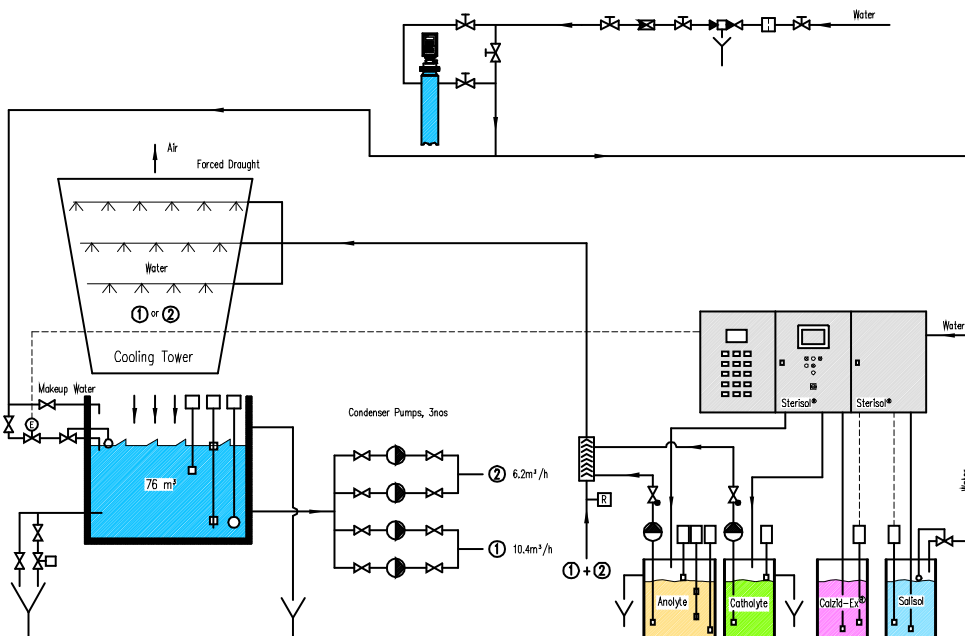 Water
Air
Forced Draught
Water
① or ②
Cooling Tower
Water
Makeup Water
Sterisol®
Sterisol®
Condenser Pumps, 3nos
E
② 6.2m³/h
76 m³
Water
R
① 10.4m³/h
① + ②
Anolyte
Catholyte
Calzid-Ex®
Salisol